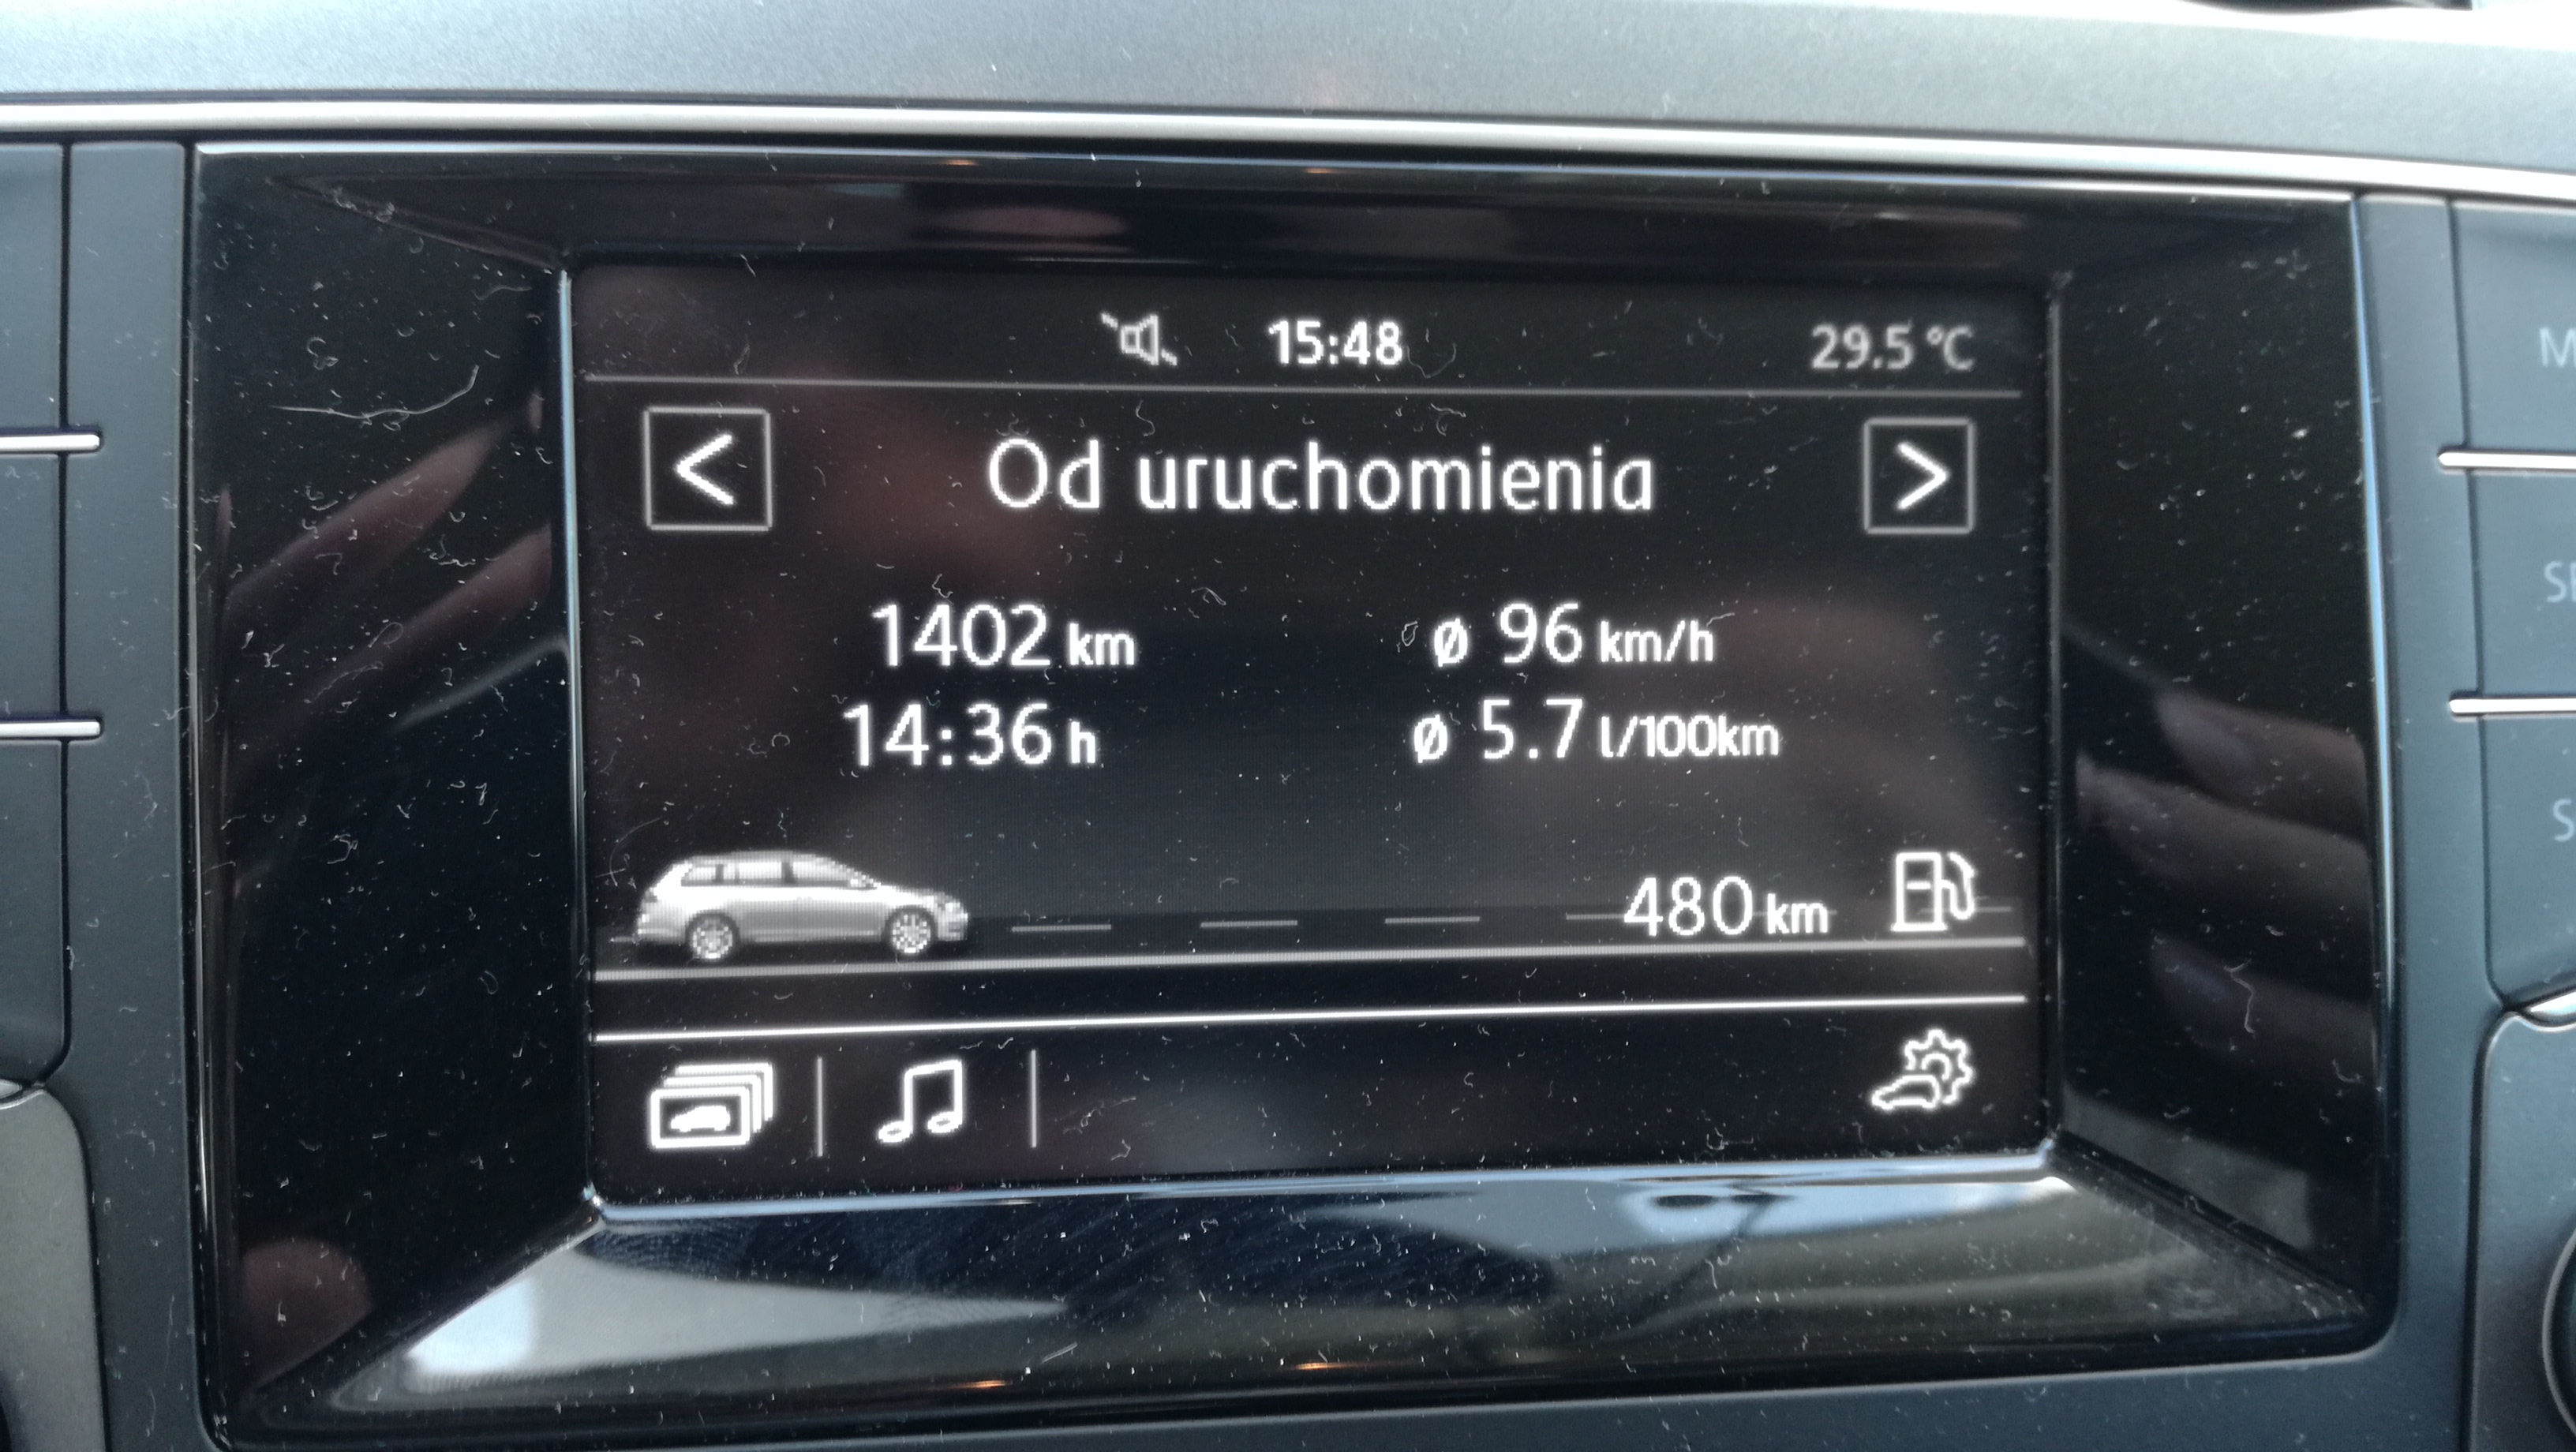 15:48 29.5 °C
< Od uruchomienia >
1402 km ø 96 km/h
14:36 h ø 5.7 l/100km
480 km